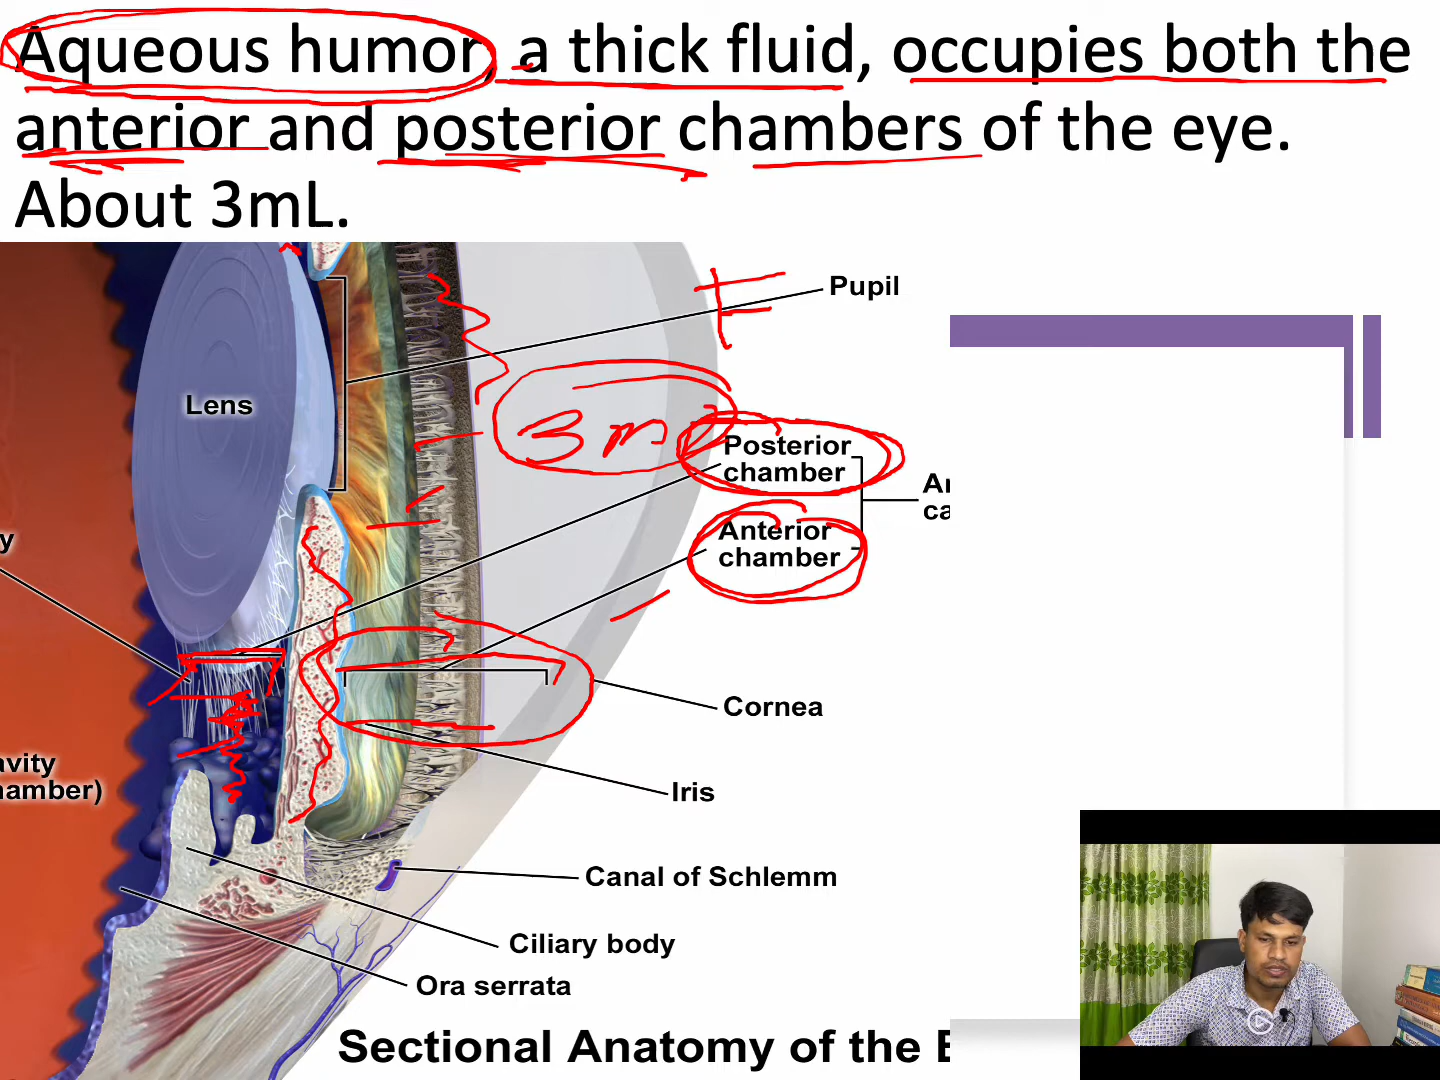 Aqueous humor, a thick fluid, occupies both the
anterior and posterior chambers of the eye.
About 3mL.
Pupil
Lens
3 m
Posterior
chamber
Anterior
chamber
Cornea
Iris
Canal of Schlemm
Ciliary body
Ora serrata
Sectional Anatomy of the